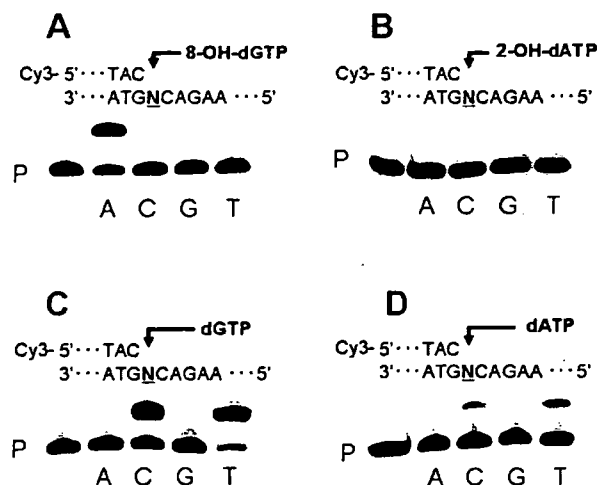 A
8-OH-dGTP
Cy3- 5'···TAC
3'···ATGNCAGAA ···5'
P
A C G T
B
2-OH-dATP
Cy3- 5'···TAC
3'···ATGNCAGAA ···5'
P
A C G T
C
dGTP
Cy3- 5'···TAC
3'···ATGNCAGAA ···5'
P
A C G T
D
dATP
Cy3- 5'···TAC
3'···ATGNCAGAA ···5'
P
A C G T